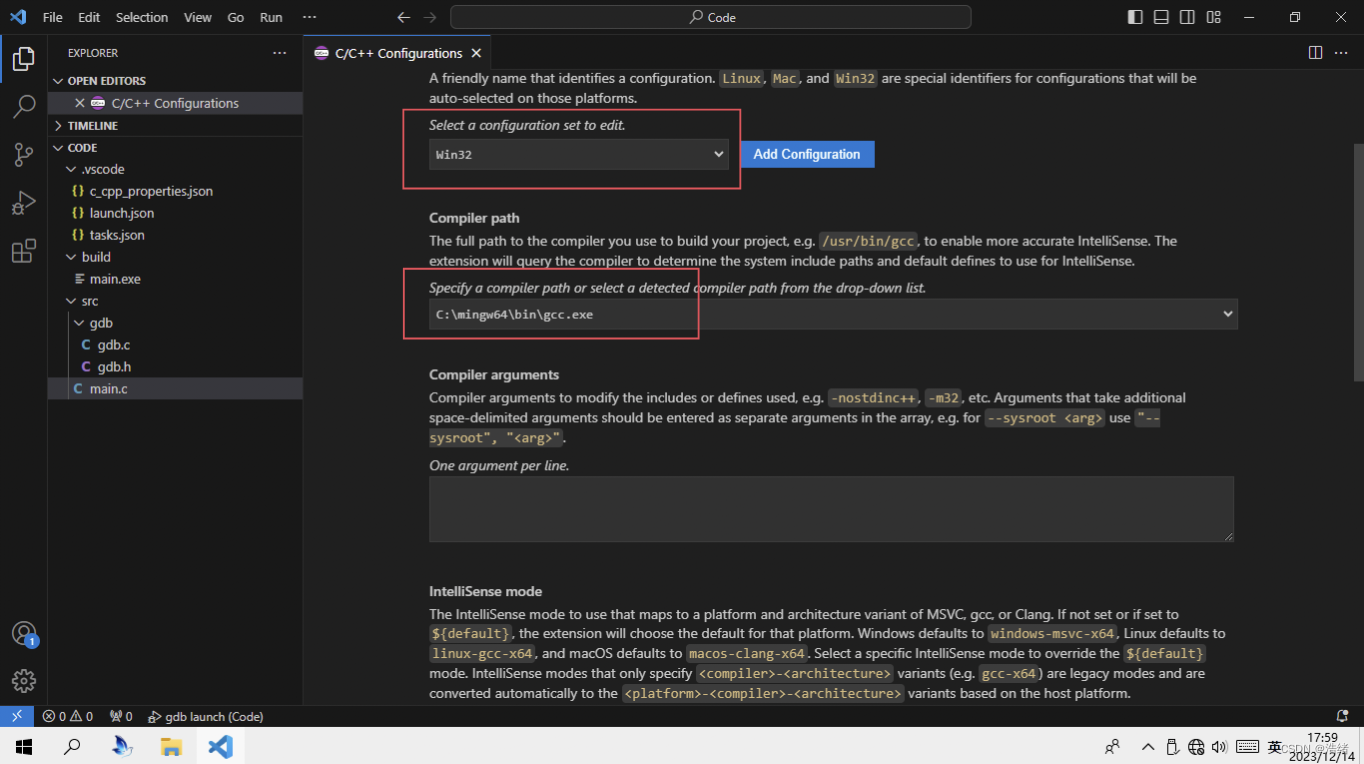 File Edit Selection View Go Run ···
Code
EXPLORER ···
OPEN EDITORS
C/C++ Configurations
TIMELINE
CODE
.vscode
{} c_cpp_properties.json
{} launch.json
{} tasks.json
build
main.exe
src
gdb
C gdb.c
C gdb.h
C main.c
C/C++ Configurations
A friendly name that identifies a configuration. Linux, Mac, and Win32 are special identifiers for configurations that will be
auto-selected on those platforms.
Select a configuration set to edit.
Win32
Add Configuration
Compiler path
The full path to the compiler you use to build your project, e.g. /usr/bin/gcc, to enable more accurate IntelliSense. The
extension will query the compiler to determine the system include paths and default defines to use for IntelliSense.
Specify a compiler path or select a detected compiler path from the drop-down list.
C:\mingw64\bin\gcc.exe
Compiler arguments
Compiler arguments to modify the includes or defines used, e.g. -nostdinc++, -m32, etc. Arguments that take additional
space-delimited arguments should be entered as separate arguments in the array, e.g. for --sysroot <arg> use "--
sysroot", "<arg>".
One argument per line.
IntelliSense mode
The IntelliSense mode to use that maps to a platform and architecture variant of MSVC, gcc, or Clang. If not set or if set to
${default}, the extension will choose the default for that platform. Windows defaults to windows-msvc-x64, Linux defaults to
linux-gcc-x64, and macOS defaults to macos-clang-x64. Select a specific IntelliSense mode to override the ${default}
mode. IntelliSense modes that only specify <compiler>-<architecture> variants (e.g. gcc-x64) are legacy modes and are
converted automatically to the <platform>-<compiler>-<architecture> variants based on the host platform.
1
0 0 0 gdb launch (Code)
英
17:59
2023/12/14
CSDN @浩绪